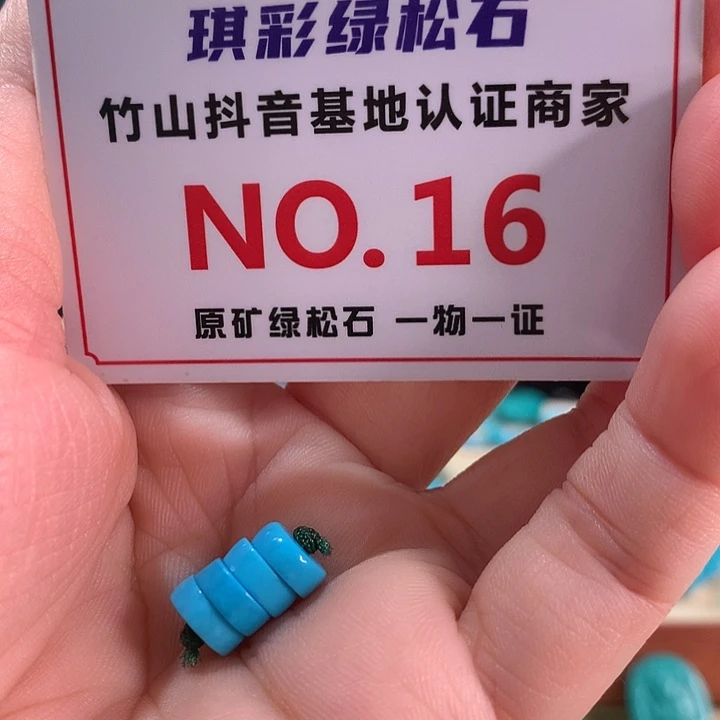 琪彩绿松石
竹山抖音基地认证商家
NO.16
原矿绿松石 一物一证